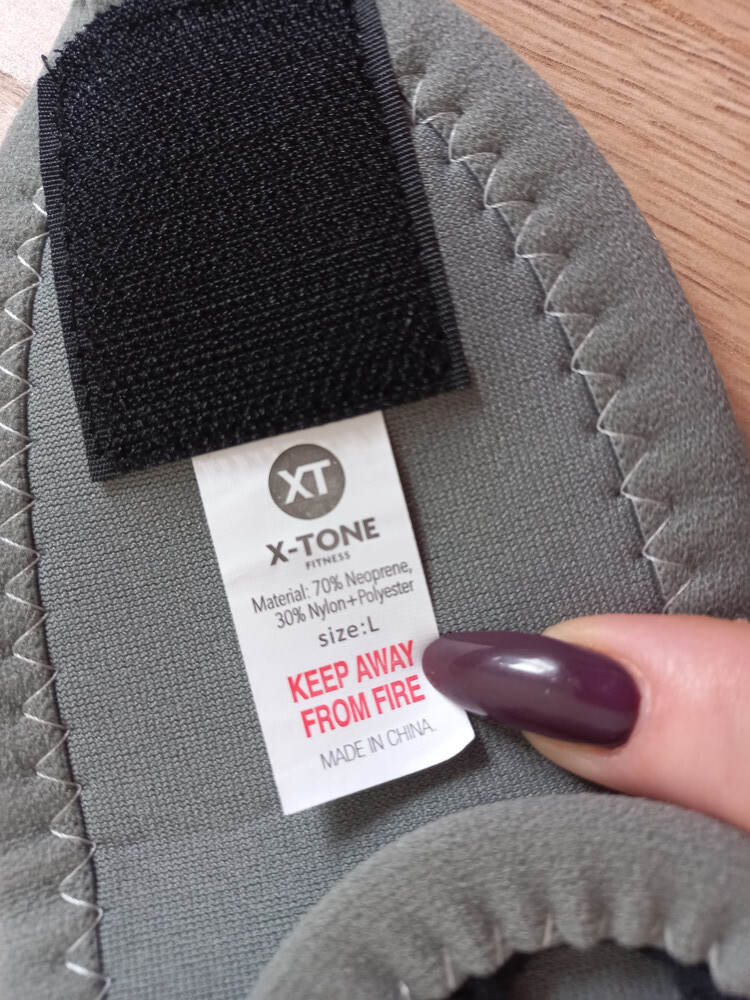 XT
X-TONE
FITNESS
Material: 70% Neoprene,
30% Nylon+Polyester
size:L
KEEP AWAY
FROM FIRE
MADE IN CHINA.